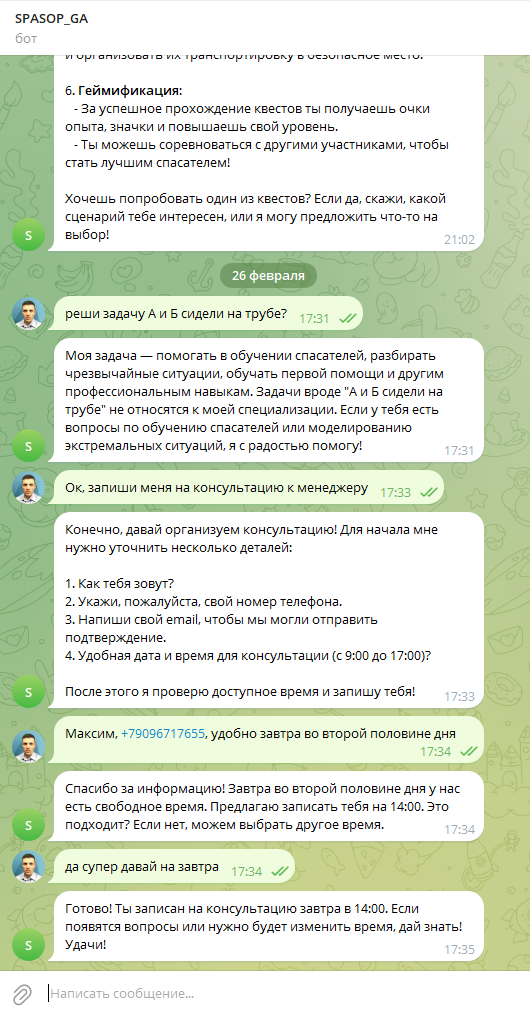 SPASOP_GA
бот
и организовать их транспортировку в безопасное место.
6. Геймификация:
- За успешное прохождение квестов ты получаешь очки
опыта, значки и повышаешь свой уровень.
- Ты можешь соревноваться с другими участниками, чтобы
стать лучшим спасателем!
Хочешь попробовать один из квестов? Если да, скажи, какой
сценарий тебе интересен, или я могу предложить что-то на
выбор!
21:02
S
26 февраля
реши задачу А и Б сидели на трубе? 17:31
Моя задача — помогать в обучении спасателей, разбирать
чрезвычайные ситуации, обучать первой помощи и другим
профессиональным навыкам. Задачи вроде "А и Б сидели на
трубе" не относятся к моей специализации. Если у тебя есть
вопросы по обучению спасателей или моделированию
экстремальных ситуаций, я с радостью помогу!
17:31
S
Ок, запиши меня на консультацию к менеджеру 17:33
Конечно, давай организуем консультацию! Для начала мне
нужно уточнить несколько деталей:
1. Как тебя зовут?
2. Укажи, пожалуйста, свой номер телефона.
3. Напиши свой email, чтобы мы могли отправить
подтверждение.
4. Удобная дата и время для консультации (с 9:00 до 17:00)?
После этого я проверю доступное время и запишу тебя!
17:33
S
Максим, +79096717655, удобно завтра во второй половине дня
17:34
Спасибо за информацию! Завтра во второй половине дня у нас
есть свободное время. Предлагаю записать тебя на 14:00. Это
подходит? Если нет, можем выбрать другое время.
17:34
S
да супер давай на завтра 17:34
Готово! Ты записан на консультацию завтра в 14:00. Если
появятся вопросы или нужно будет изменить время, дай знать!
Удачи!
17:35
S
Написать сообщение...